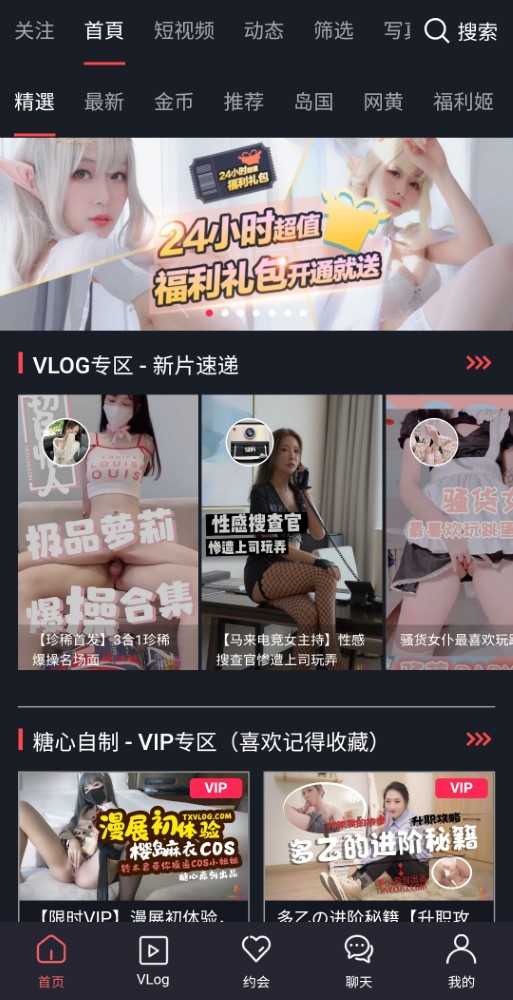 关注 首頁 短视频 动态 筛选 搜索
精選 最新 金币 推荐 岛国 网黄 福利姬
24小时超值
福利礼包
24小时超值
福利礼包开通就送
VLOG专区 - 新片速递
极品萝莉
爆操合集
【珍稀首发】3合1珍稀
爆操名场面
性感搜查官
惨遭上司玩弄
【马来电竞女主持】性感
搜查官惨遭上司玩弄
骚货女
最喜欢玩跳
骚货女仆最喜欢玩跳
糖心自制 - VIP专区（喜欢记得收藏）
VIP
TXVLOG.COM
漫展初体验
樱岛麻衣COS
糖心原创出品
【限时VIP】漫展初体验，
VIP
升职攻略
多乙的进阶秘籍
多乙の进阶秘籍【升职攻
首页 VLog 约会 聊天 我的